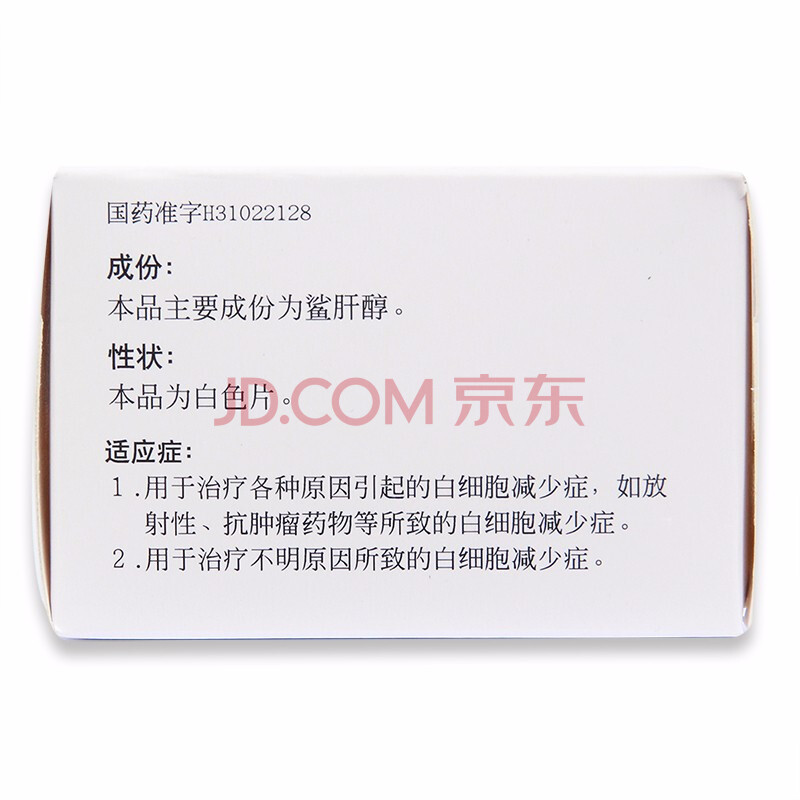 国药准字H31022128
成份：
本品主要成份为鲨肝醇。
性状：
本品为白色片。
JD.COM 京东
适应症：
1.用于治疗各种原因引起的白细胞减少症，如放
射性、抗肿瘤药物等所致的白细胞减少症。
2.用于治疗不明原因所致的白细胞减少症。